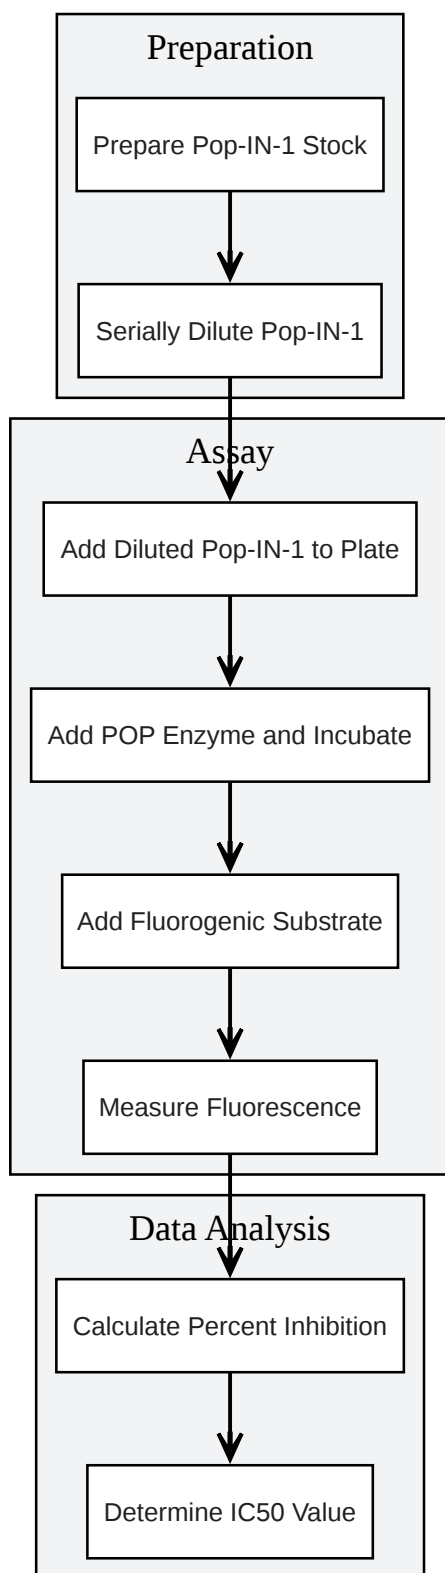 Preparation
Prepare Pop-IN-1 Stock
Serially Dilute Pop-IN-1
Assay
Add Diluted Pop-IN-1 to Plate
Add POP Enzyme and Incubate
Add Fluorogenic Substrate
Measure Fluorescence
Data Analysis
Calculate Percent Inhibition
Determine IC50 Value